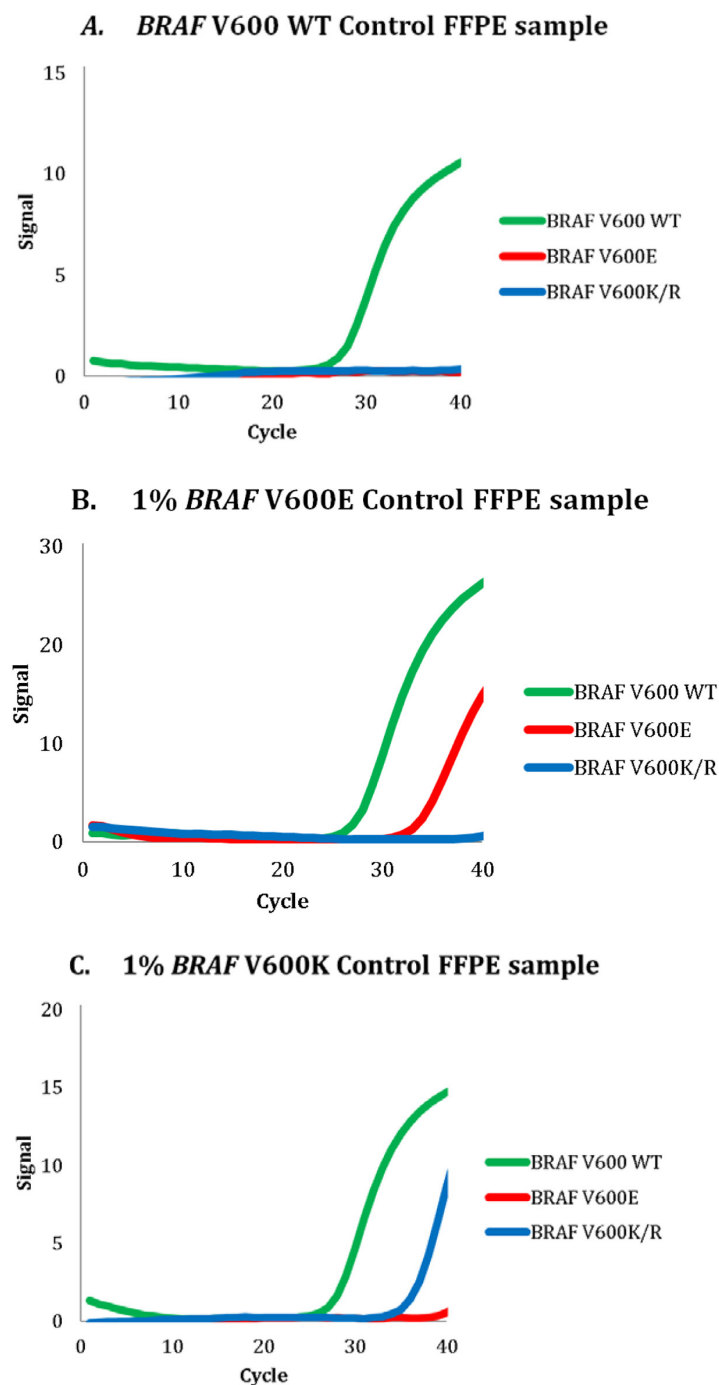 A. BRAF V600 WT Control FFPE sample
15
10
5
0
Signal
0 10 20 30 40
Cycle
BRAF V600 WT
BRAF V600E
BRAF V600K/R
B. 1% BRAF V600E Control FFPE sample
30
20
10
0
Signal
0 10 20 30 40
Cycle
BRAF V600 WT
BRAF V600E
BRAF V600K/R
C. 1% BRAF V600K Control FFPE sample
20
15
10
5
0
Signal
0 10 20 30 40
Cycle
BRAF V600 WT
BRAF V600E
BRAF V600K/R